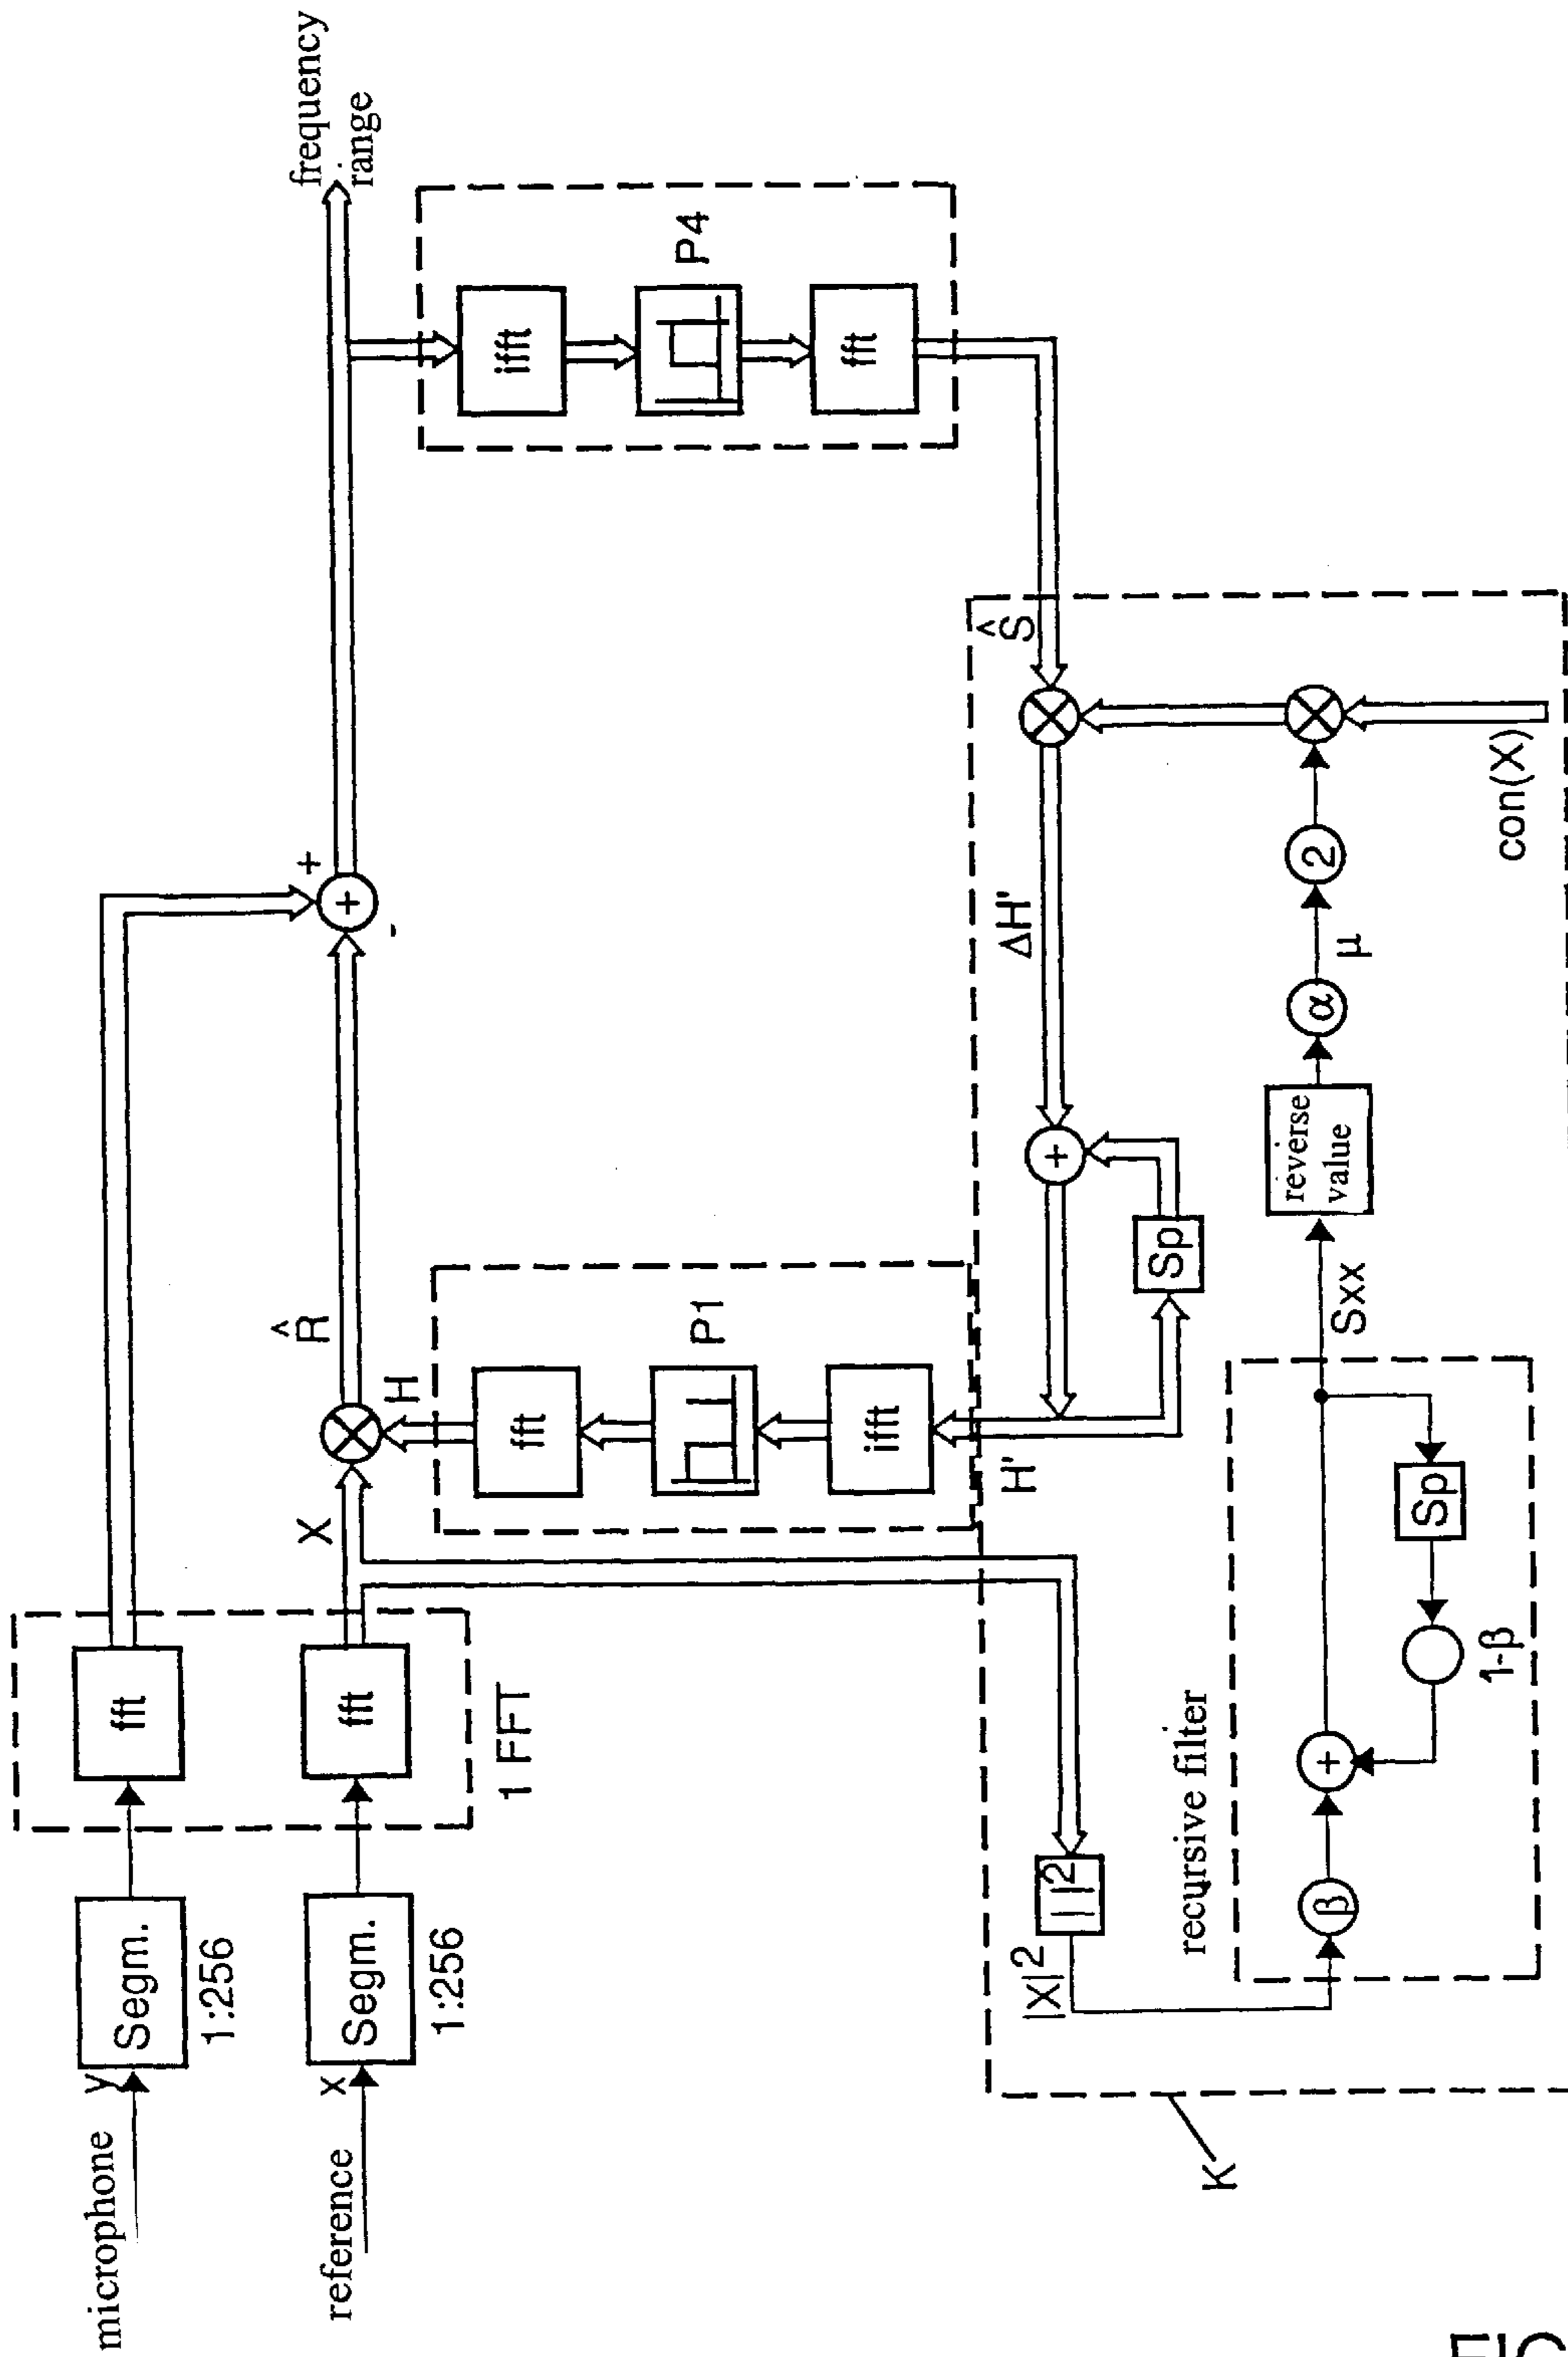 microphone
y
Segm.
1:256
fft
reference
x
Segm.
1:256
fft
1 FFT
X
R̂
+
+
-
frequency
range
H
fft
P1
ifft
H'
ifft
P4
fft
Ŝ
ΔH'
+
Sp
K
|X|²
| |²
recursive filter
β
+
1-β
Sp
Sxx
reverse
value
α
μ
2
con(X)